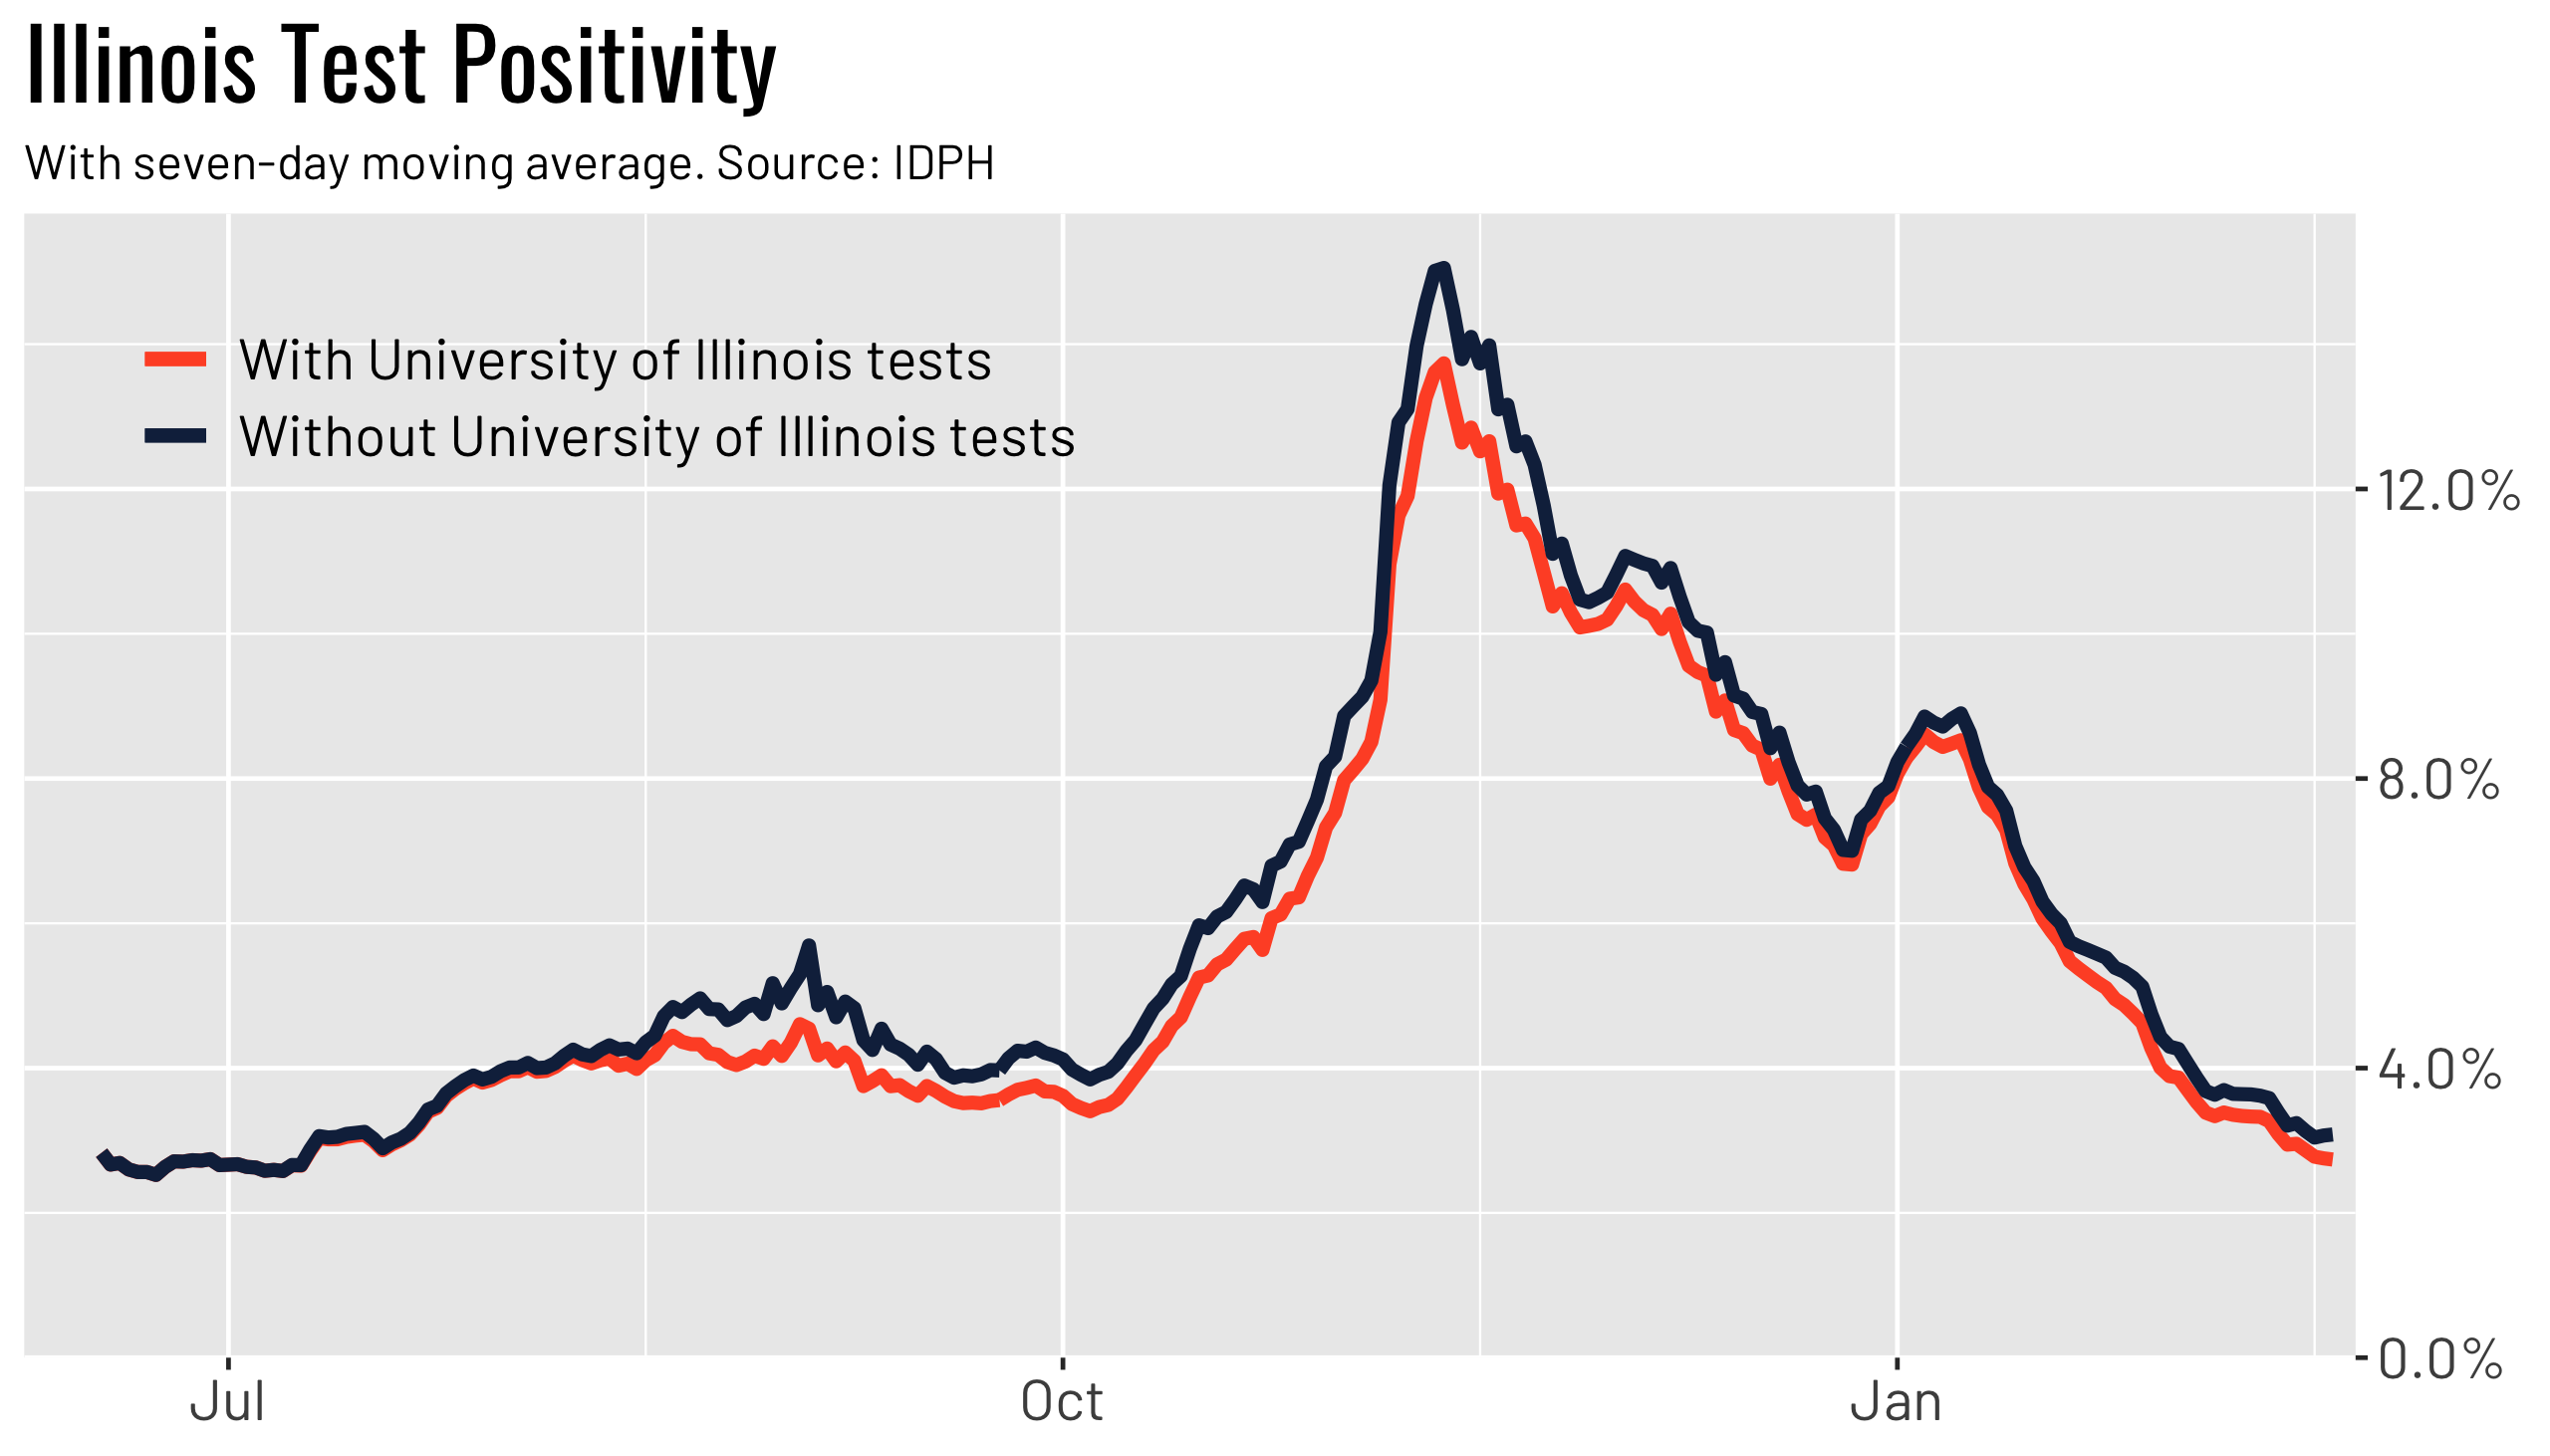 Illinois Test Positivity
With seven-day moving average. Source: IDPH
With University of Illinois tests
Without University of Illinois tests
12.0%
8.0%
4.0%
0.0%
Jul Oct Jan